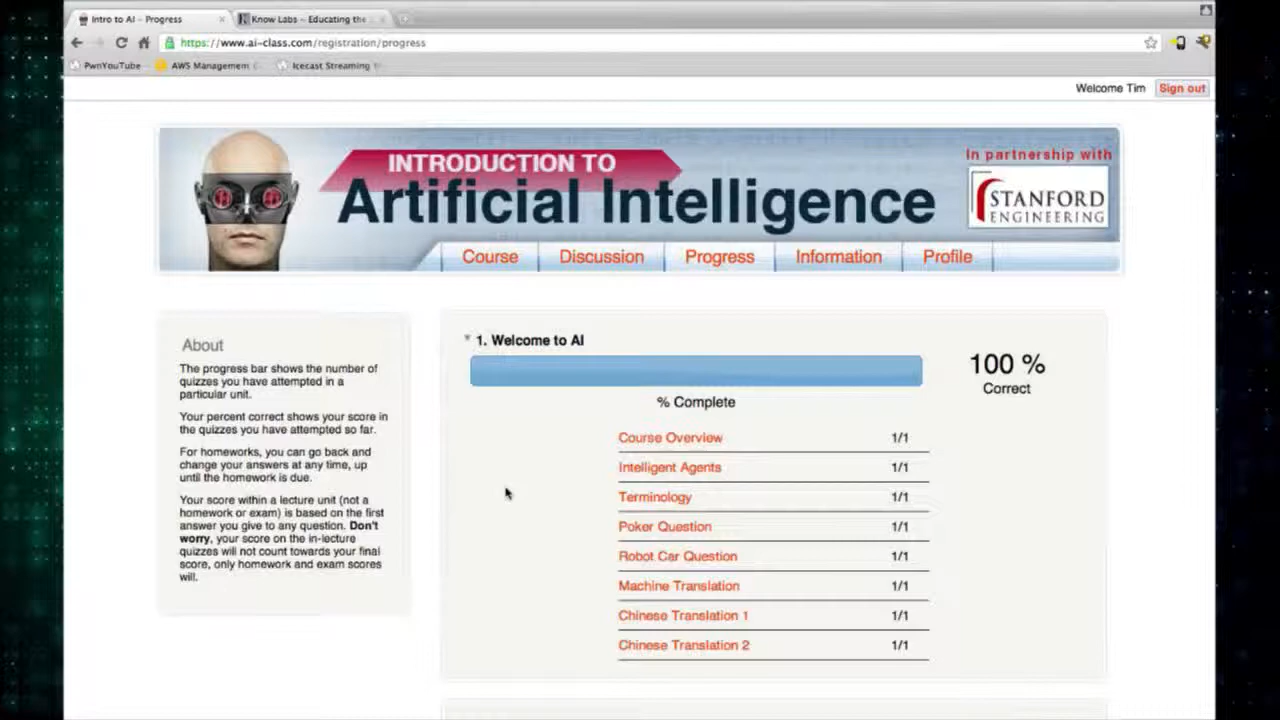 Intro to AI – Progress
Know Labs – Educating the
https://www.ai-class.com/registration/progress
PwnYouTube
AWS Management
Icecast Streaming
Welcome Tim
Sign out
INTRODUCTION TO
Artificial Intelligence
In partnership with
STANFORD
ENGINEERING
Course
Discussion
Progress
Information
Profile
About
The progress bar shows the number of
quizzes you have attempted in a
particular unit.
Your percent correct shows your score in
the quizzes you have attempted so far.
For homeworks, you can go back and
change your answers at any time, up
until the homework is due.
Your score within a lecture unit (not a
homework or exam) is based on the first
answer you give to any question. Don't
worry, your score on the in-lecture
quizzes will not count towards your final
score, only homework and exam scores
will.
1. Welcome to AI
100 %
Correct
% Complete
Course Overview 1/1
Intelligent Agents 1/1
Terminology 1/1
Poker Question 1/1
Robot Car Question 1/1
Machine Translation 1/1
Chinese Translation 1 1/1
Chinese Translation 2 1/1